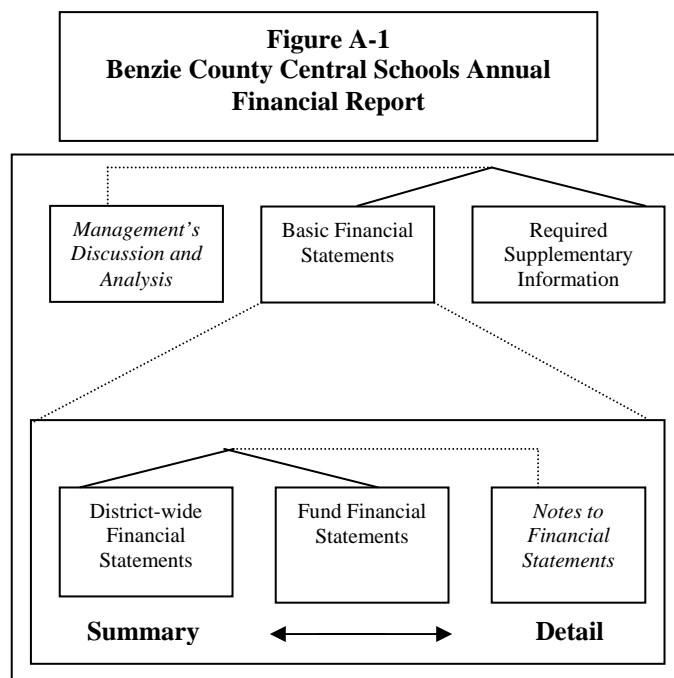 Figure A-1
Benzie County Central Schools Annual
Financial Report
Management’s
Discussion and
Analysis
Basic Financial
Statements
Required
Supplementary
Information
District-wide
Financial
Statements
Fund Financial
Statements
Notes to
Financial
Statements
Summary
Detail